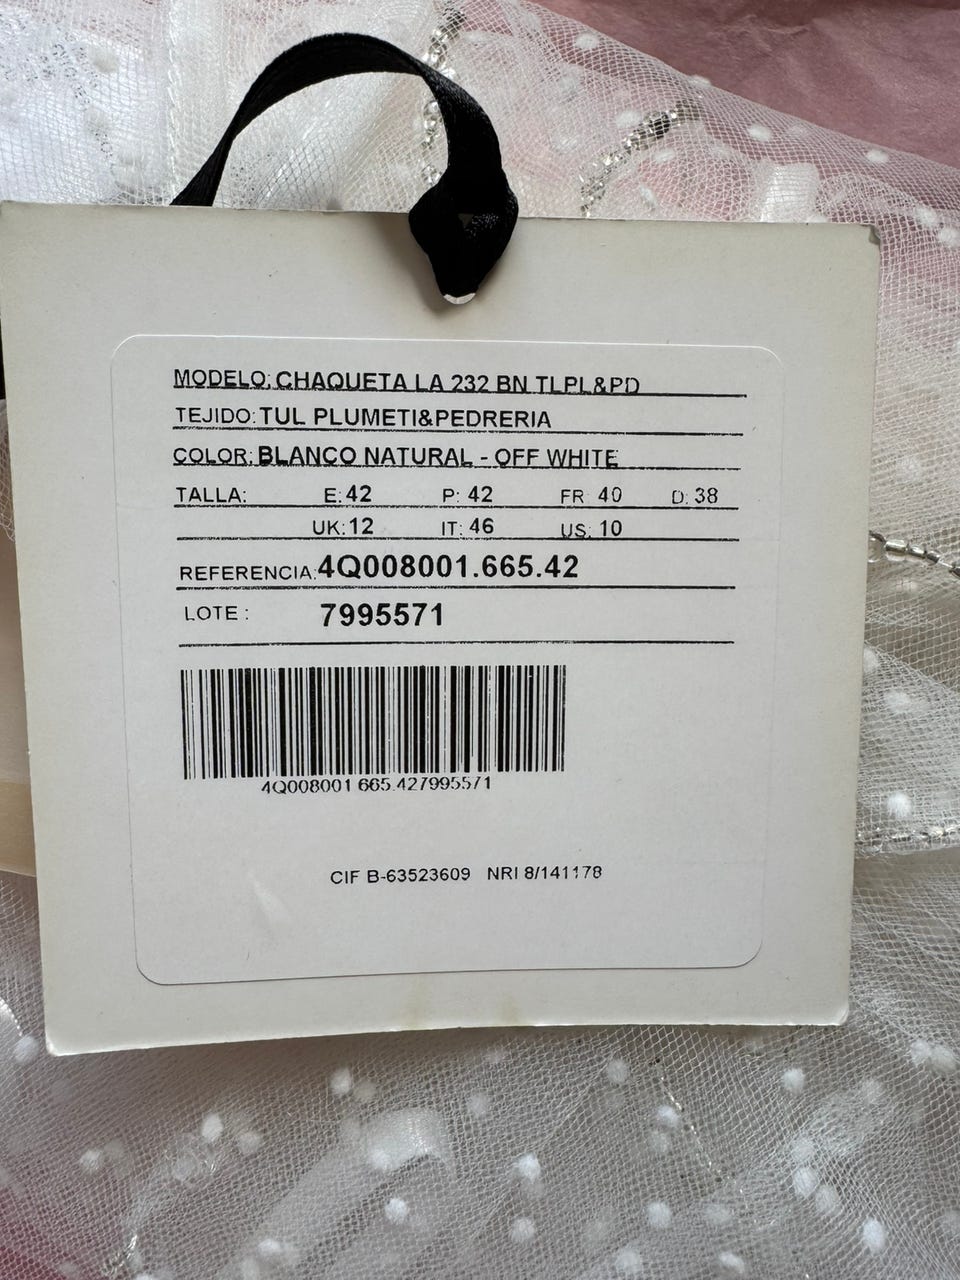 MODELO: CHAQUETA LA 232 BN TLPL&PD
TEJIDO: TUL PLUMETI&PEDRERIA
COLOR: BLANCO NATURAL - OFF WHITE
TALLA: E: 42 P: 42 FR: 40 D: 38
UK: 12 IT: 46 US: 10
REFERENCIA: 4Q008001.665.42
LOTE : 7995571
4Q008001.665.427995571
CIF B-63523609 NRI 8/141178